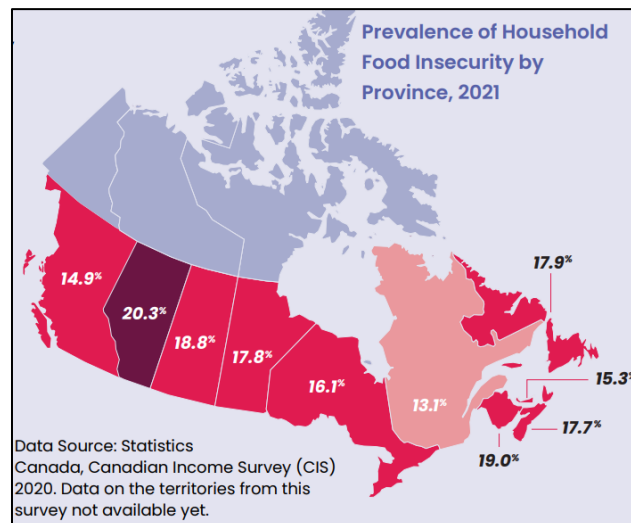 Prevalence of Household
Food Insecurity by
Province, 2021
17.9%
14.9%
20.3%
18.8%
17.8%
16.1%
13.1%
15.3%
17.7%
19.0%
Data Source: Statistics
Canada, Canadian Income Survey (CIS)
2020. Data on the territories from this
survey not available yet.